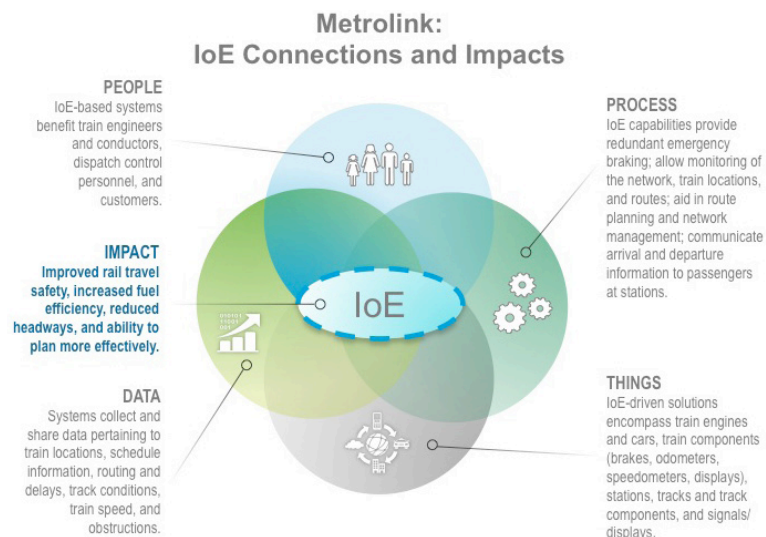 Metrolink:
IoE Connections and Impacts
PEOPLE
IoE-based systems
benefit train engineers
and conductors,
dispatch control
personnel, and
customers.
IMPACT
Improved rail travel
safety, increased fuel
efficiency, reduced
headways, and ability to
plan more effectively.
DATA
Systems collect and
share data pertaining to
train locations, schedule
information, routing and
delays, track conditions,
train speed, and
obstructions.
IoE
PROCESS
IoE capabilities provide
redundant emergency
braking; allow monitoring of
the network, train locations,
and routes; aid in route
planning and network
management; communicate
arrival and departure
information to passengers
at stations.
THINGS
IoE-driven solutions
encompass train engines
and cars, train components
(brakes, odometers,
speedometers, displays),
stations, tracks and track
components, and signals/
displays.